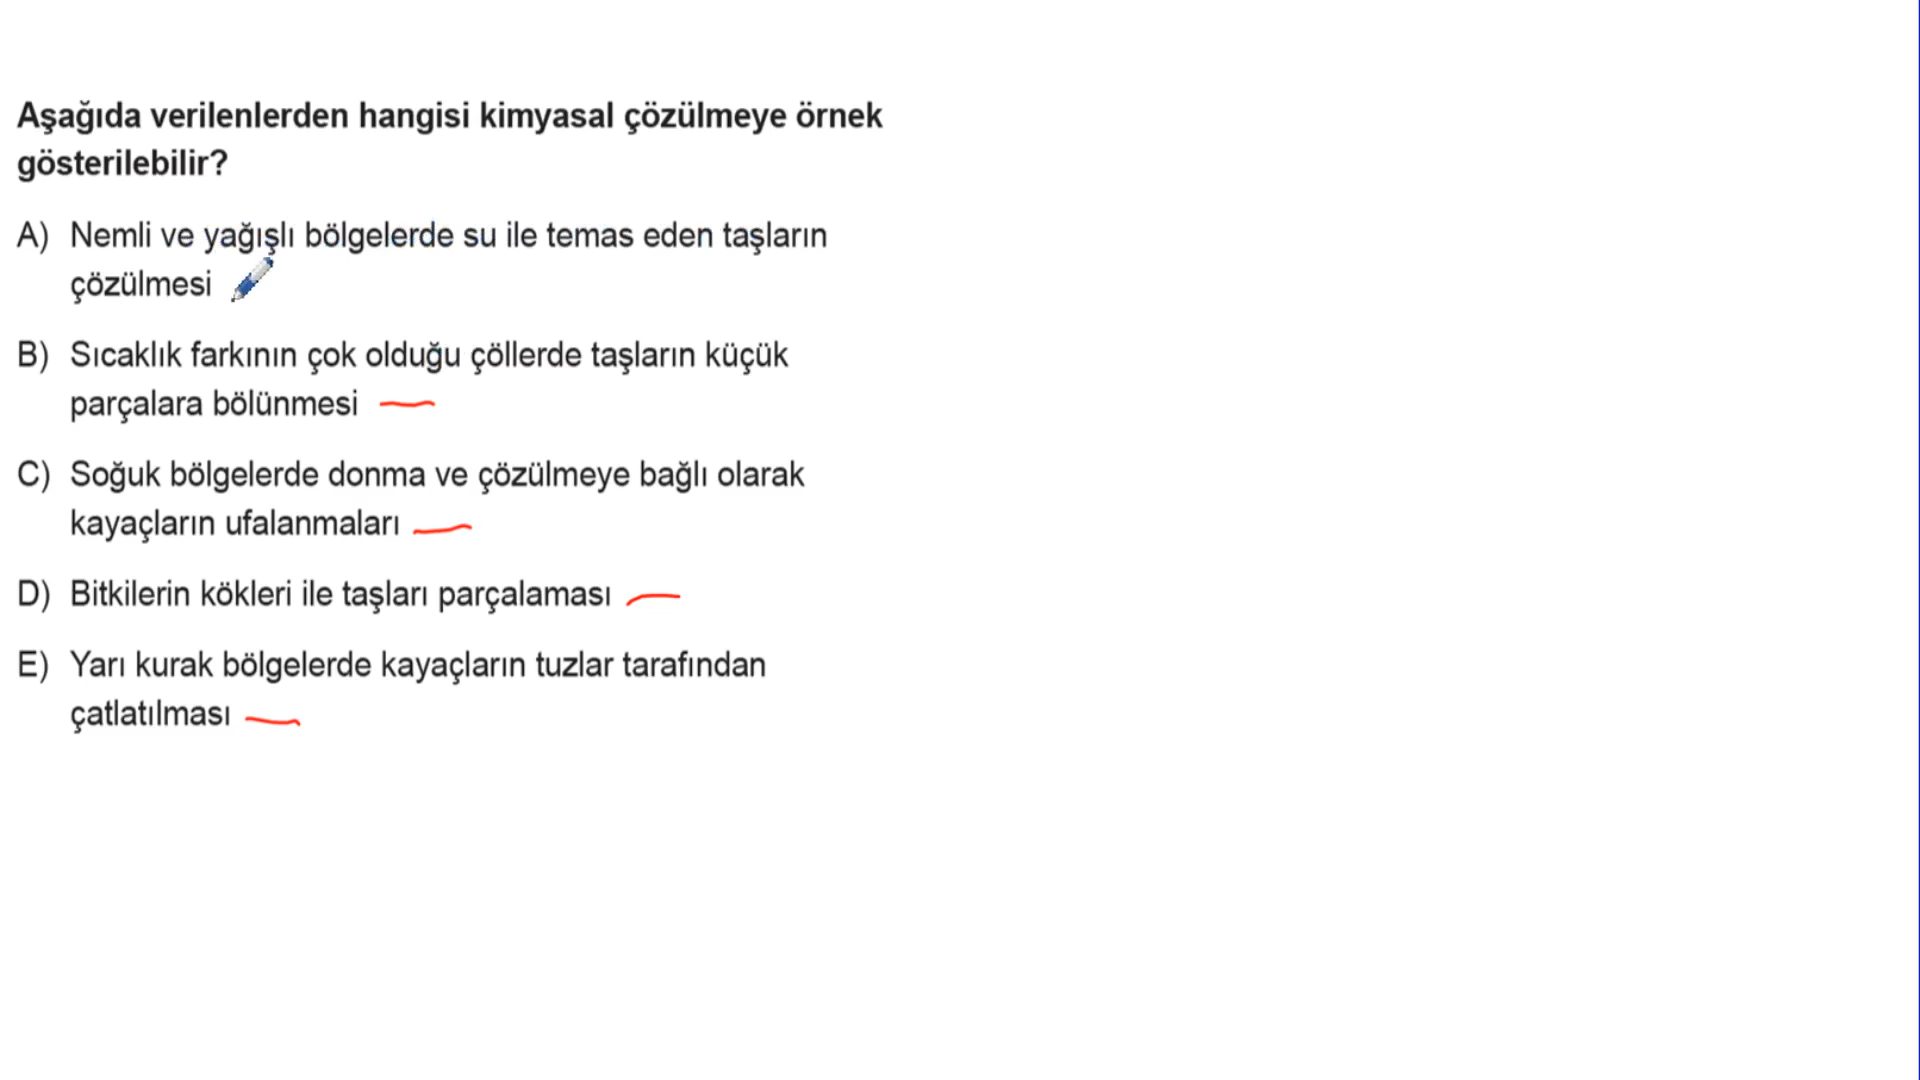 Aşağıda verilenlerden hangisi kimyasal çözülmeye örnek
gösterilebilir?
A) Nemli ve yağışlı bölgelerde su ile temas eden taşların
çözülmesi
B) Sıcaklık farkının çok olduğu çöllerde taşların küçük
parçalara bölünmesi
C) Soğuk bölgelerde donma ve çözülmeye bağlı olarak
kayaçların ufalanmaları
D) Bitkilerin kökleri ile taşları parçalaması
E) Yarı kurak bölgelerde kayaçların tuzlar tarafından
çatlatılması